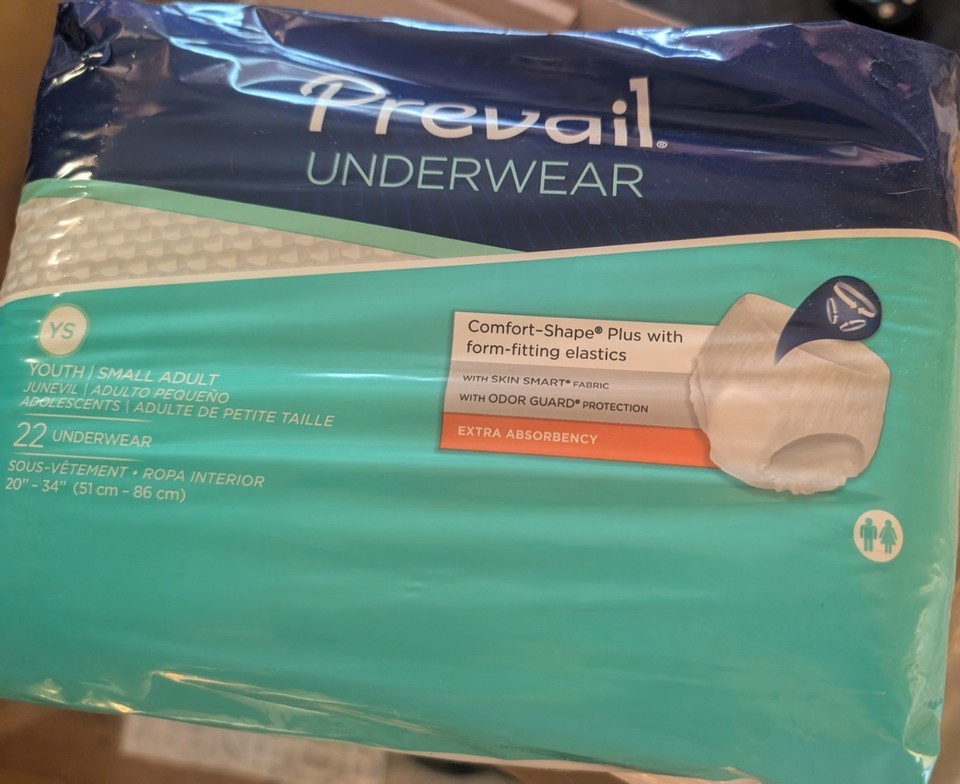 Prevail®
UNDERWEAR
YS
YOUTH | SMALL ADULT
JUNEVIL | ADULTO PEQUEÑO
ADOLESCENTS | ADULTE DE PETITE TAILLE
22 UNDERWEAR
SOUS-VÊTEMENT • ROPA INTERIOR
20" – 34" (51 cm – 86 cm)
Comfort-Shape® Plus with
form-fitting elastics
WITH SKIN SMART® FABRIC
WITH ODOR GUARD® PROTECTION
EXTRA ABSORBENCY